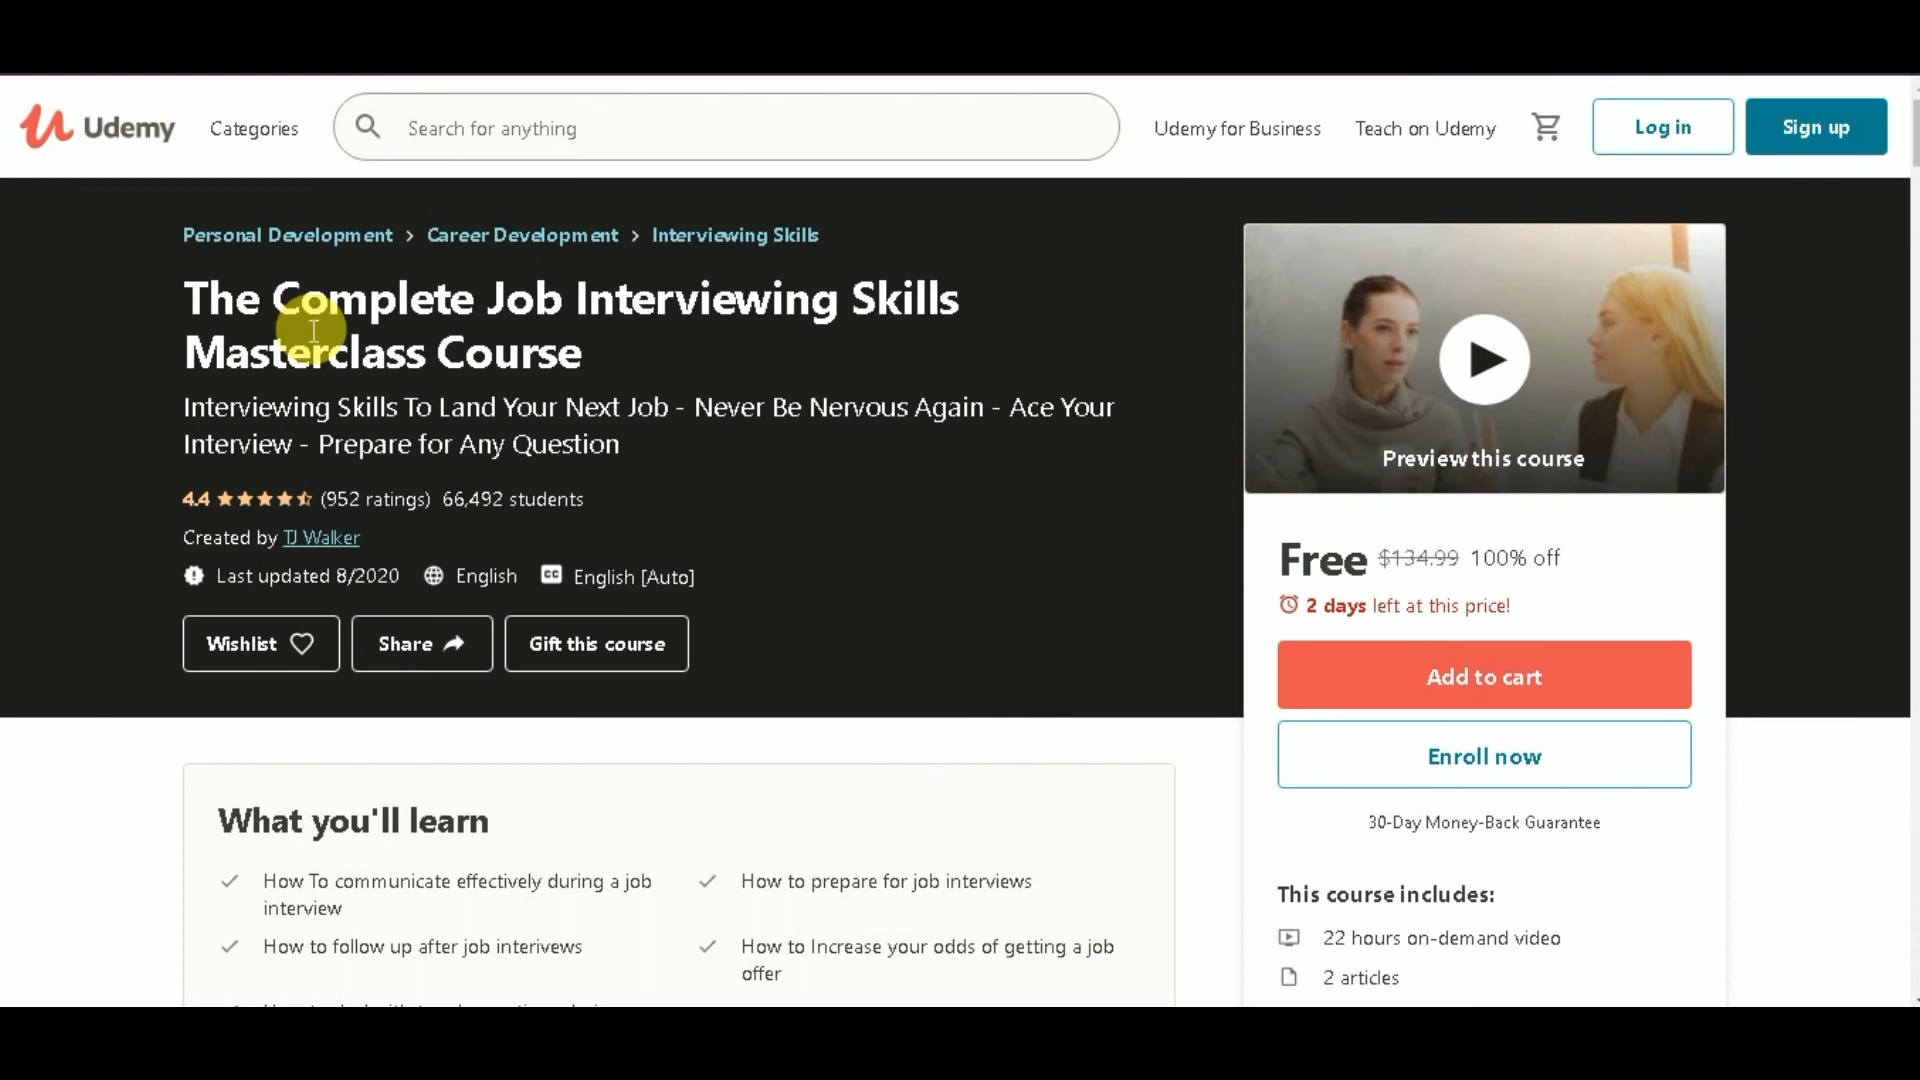 Udemy
Categories
Search for anything
Udemy for Business
Teach on Udemy
Log in
Sign up
Personal Development > Career Development > Interviewing Skills
The Complete Job Interviewing Skills
Masterclass Course
Interviewing Skills To Land Your Next Job - Never Be Nervous Again - Ace Your
Interview - Prepare for Any Question
4.4 (952 ratings) 66,492 students
Created by TJ Walker
Last updated 8/2020 English CC English [Auto]
Wishlist
Share
Gift this course
Preview this course
Free $134.99 100% off
2 days left at this price!
Add to cart
Enroll now
30-Day Money-Back Guarantee
This course includes:
22 hours on-demand video
2 articles
What you'll learn
How To communicate effectively during a job
interview
How to prepare for job interviews
How to follow up after job interivews
How to Increase your odds of getting a job
offer